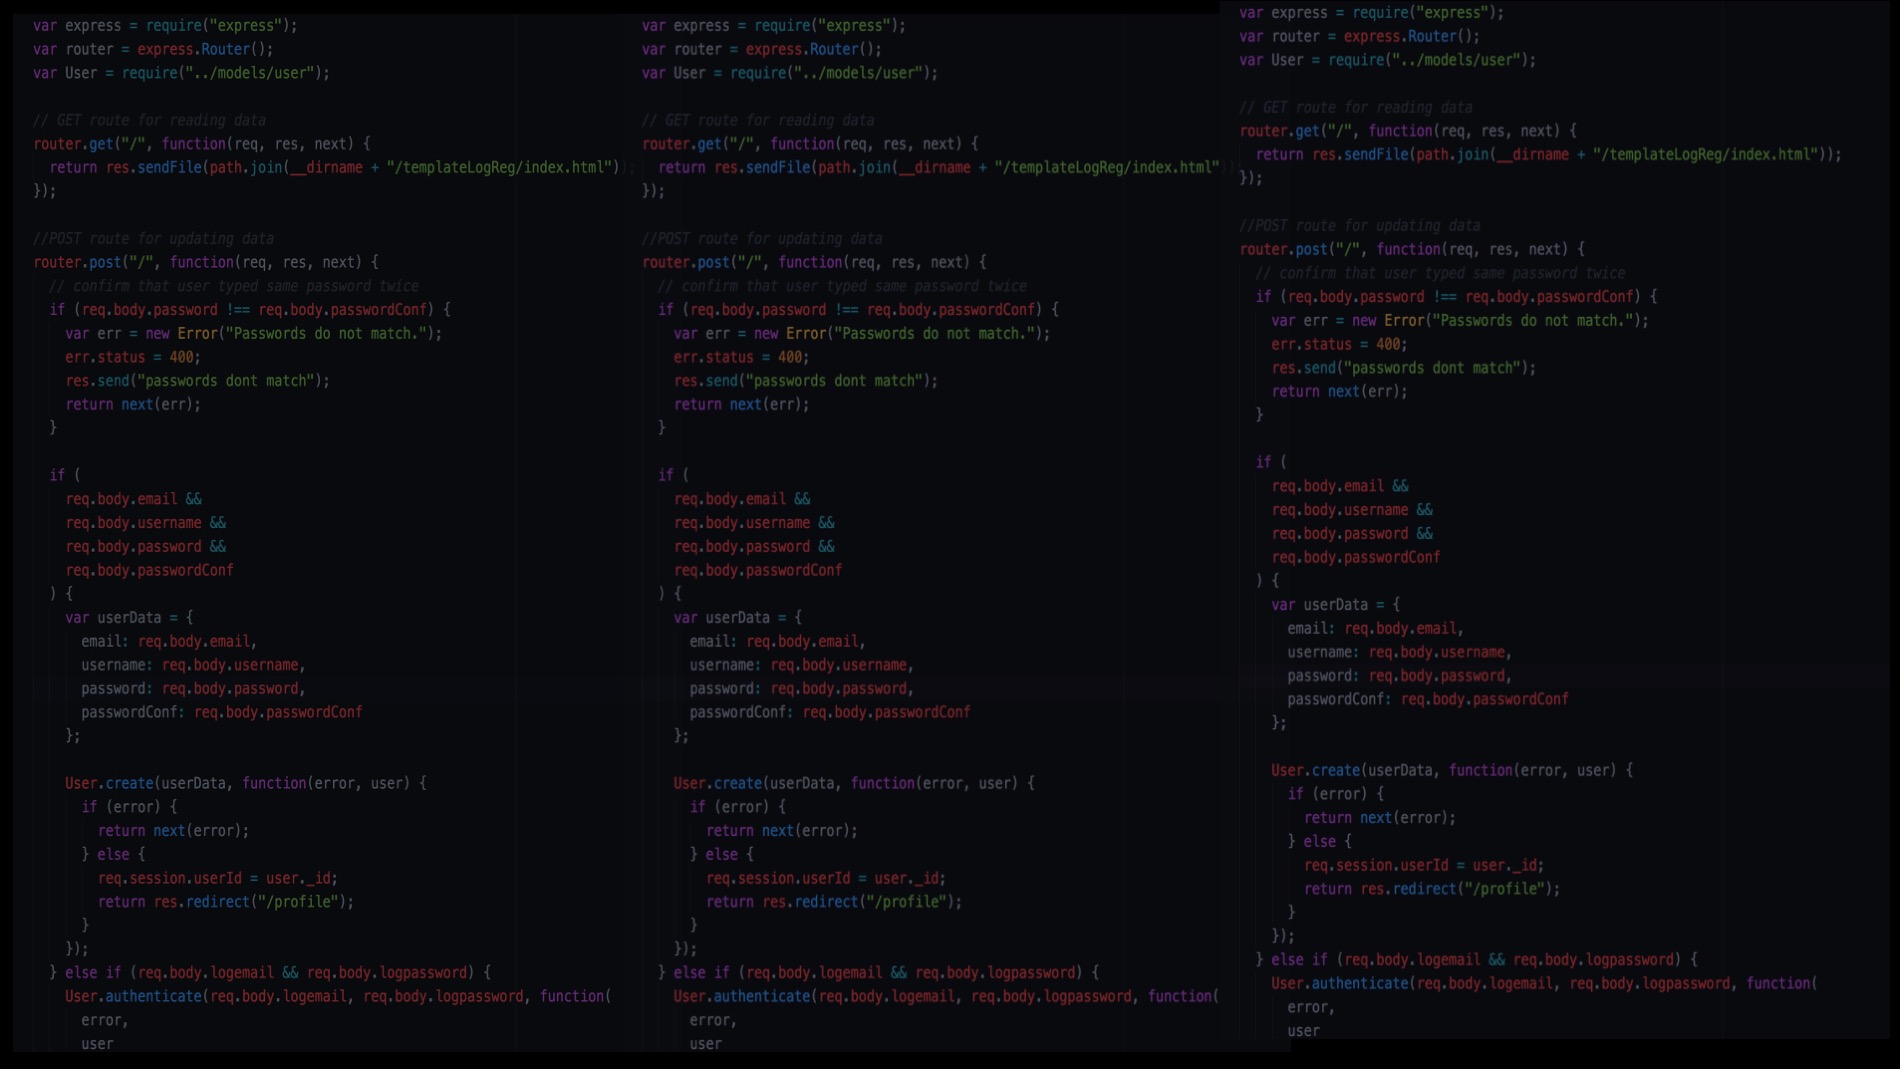 var express = require("express");
var router = express.Router();
var User = require("../models/user");

// GET route for reading data
router.get("/", function(req, res, next) {
  return res.sendFile(path.join(__dirname + "/templateLogReg/index.html"));
});

//POST route for updating data
router.post("/", function(req, res, next) {
  // confirm that user typed same password twice
  if (req.body.password !== req.body.passwordConf) {
    var err = new Error("Passwords do not match.");
    err.status = 400;
    res.send("passwords dont match");
    return next(err);
  }

  if (
    req.body.email &&
    req.body.username &&
    req.body.password &&
    req.body.passwordConf
  ) {
    var userData = {
      email: req.body.email,
      username: req.body.username,
      password: req.body.password,
      passwordConf: req.body.passwordConf
    };

    User.create(userData, function(error, user) {
      if (error) {
        return next(error);
      } else {
        req.session.userId = user._id;
        return res.redirect("/profile");
      }
    });
  } else if (req.body.logemail && req.body.logpassword) {
    User.authenticate(req.body.logemail, req.body.logpassword, function(
      error,
      user
var express = require("express");
var router = express.Router();
var User = require("../models/user");

// GET route for reading data
router.get("/", function(req, res, next) {
  return res.sendFile(path.join(__dirname + "/templateLogReg/index.html"));
});

//POST route for updating data
router.post("/", function(req, res, next) {
  // confirm that user typed same password twice
  if (req.body.password !== req.body.passwordConf) {
    var err = new Error("Passwords do not match.");
    err.status = 400;
    res.send("passwords dont match");
    return next(err);
  }

  if (
    req.body.email &&
    req.body.username &&
    req.body.password &&
    req.body.passwordConf
  ) {
    var userData = {
      email: req.body.email,
      username: req.body.username,
      password: req.body.password,
      passwordConf: req.body.passwordConf
    };

    User.create(userData, function(error, user) {
      if (error) {
        return next(error);
      } else {
        req.session.userId = user._id;
        return res.redirect("/profile");
      }
    });
  } else if (req.body.logemail && req.body.logpassword) {
    User.authenticate(req.body.logemail, req.body.logpassword, function(
      error,
      user
var express = require("express");
var router = express.Router();
var User = require("../models/user");

// GET route for reading data
router.get("/", function(req, res, next) {
  return res.sendFile(path.join(__dirname + "/templateLogReg/index.html"));
});

//POST route for updating data
router.post("/", function(req, res, next) {
  // confirm that user typed same password twice
  if (req.body.password !== req.body.passwordConf) {
    var err = new Error("Passwords do not match.");
    err.status = 400;
    res.send("passwords dont match");
    return next(err);
  }

  if (
    req.body.email &&
    req.body.username &&
    req.body.password &&
    req.body.passwordConf
  ) {
    var userData = {
      email: req.body.email,
      username: req.body.username,
      password: req.body.password,
      passwordConf: req.body.passwordConf
    };

    User.create(userData, function(error, user) {
      if (error) {
        return next(error);
      } else {
        req.session.userId = user._id;
        return res.redirect("/profile");
      }
    });
  } else if (req.body.logemail && req.body.logpassword) {
    User.authenticate(req.body.logemail, req.body.logpassword, function(
      error,
      user